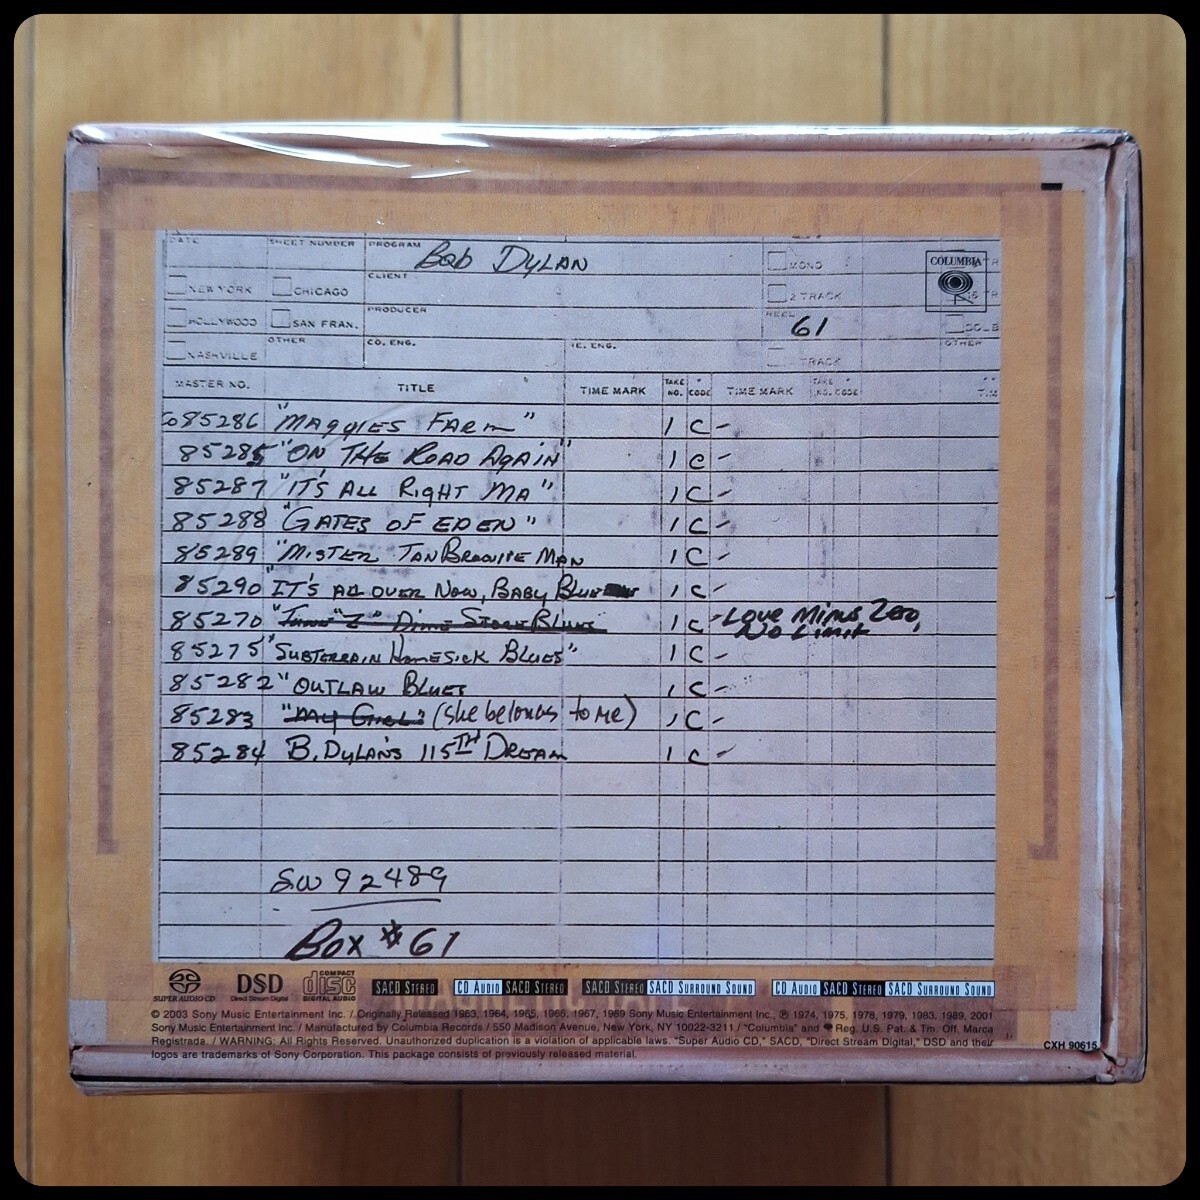 DATE SHEET NUMBER PROGRAM Bob Dylan MONO COLUMBIA
NEW YORK CHICAGO CLIENT 2 TRACK
HOLLYWOOD SAN FRAN. PRODUCER REEL 61
NASHVILLE OTHER CO. ENG. TRACK OTHER
MASTER NO. TITLE TIME MARK TAKE NO. CODE TIME MARK TAKE NO. CODE
85286 "MAGGIES FARM" 1 C -
85285 "ON THE ROAD AGAIN" 1 C -
85287 "IT'S ALL RIGHT MA" 1 C -
85288 "GATES OF EDEN" 1 C -
85289 "MISTER TANBROUIRE MAN 1 C -
85290 "IT'S ALL OVER NOW, BABY BLUE 1 C -
85270 1 C - LOVE MINUS ZERO,
NO LIMIT
85275 "SUBTERRAIN HOMESICK BLUES" 1 C -
85282 "OUTLAW BLUES 1 C -
85283 "MY GIRL" (She belongs to me) 1 C -
85284 B. DYLAN'S 115TH DREAM 1 C -
SW 92489
Box #61
SUPER AUDIO CD DSD Direct Stream Digital COMPACT disc DIGITAL AUDIO SACD STEREO CD AUDIO SACD STEREO SACD STEREO SACD SURROUND SOUND CD AUDIO SACD STEREO SACD SURROUND SOUND
© 2003 Sony Music Entertainment Inc. / Originally Released 1963, 1964, 1965, 1966, 1967, 1969 Sony Music Entertainment Inc., ℗ 1974, 1975, 1978, 1979, 1983, 1989, 2001
Sony Music Entertainment Inc. / Manufactured by Columbia Records / 550 Madison Avenue, New York, NY 10022-3211 / "Columbia" and Reg. U.S. Pat. & Tm. Off. Marca
Registrada. / WARNING: All Rights Reserved. Unauthorized duplication is a violation of applicable laws. "Super Audio CD," SACD, "Direct Stream Digital," DSD and their
logos are trademarks of Sony Corporation. This package consists of previously released material.
CXH 90615